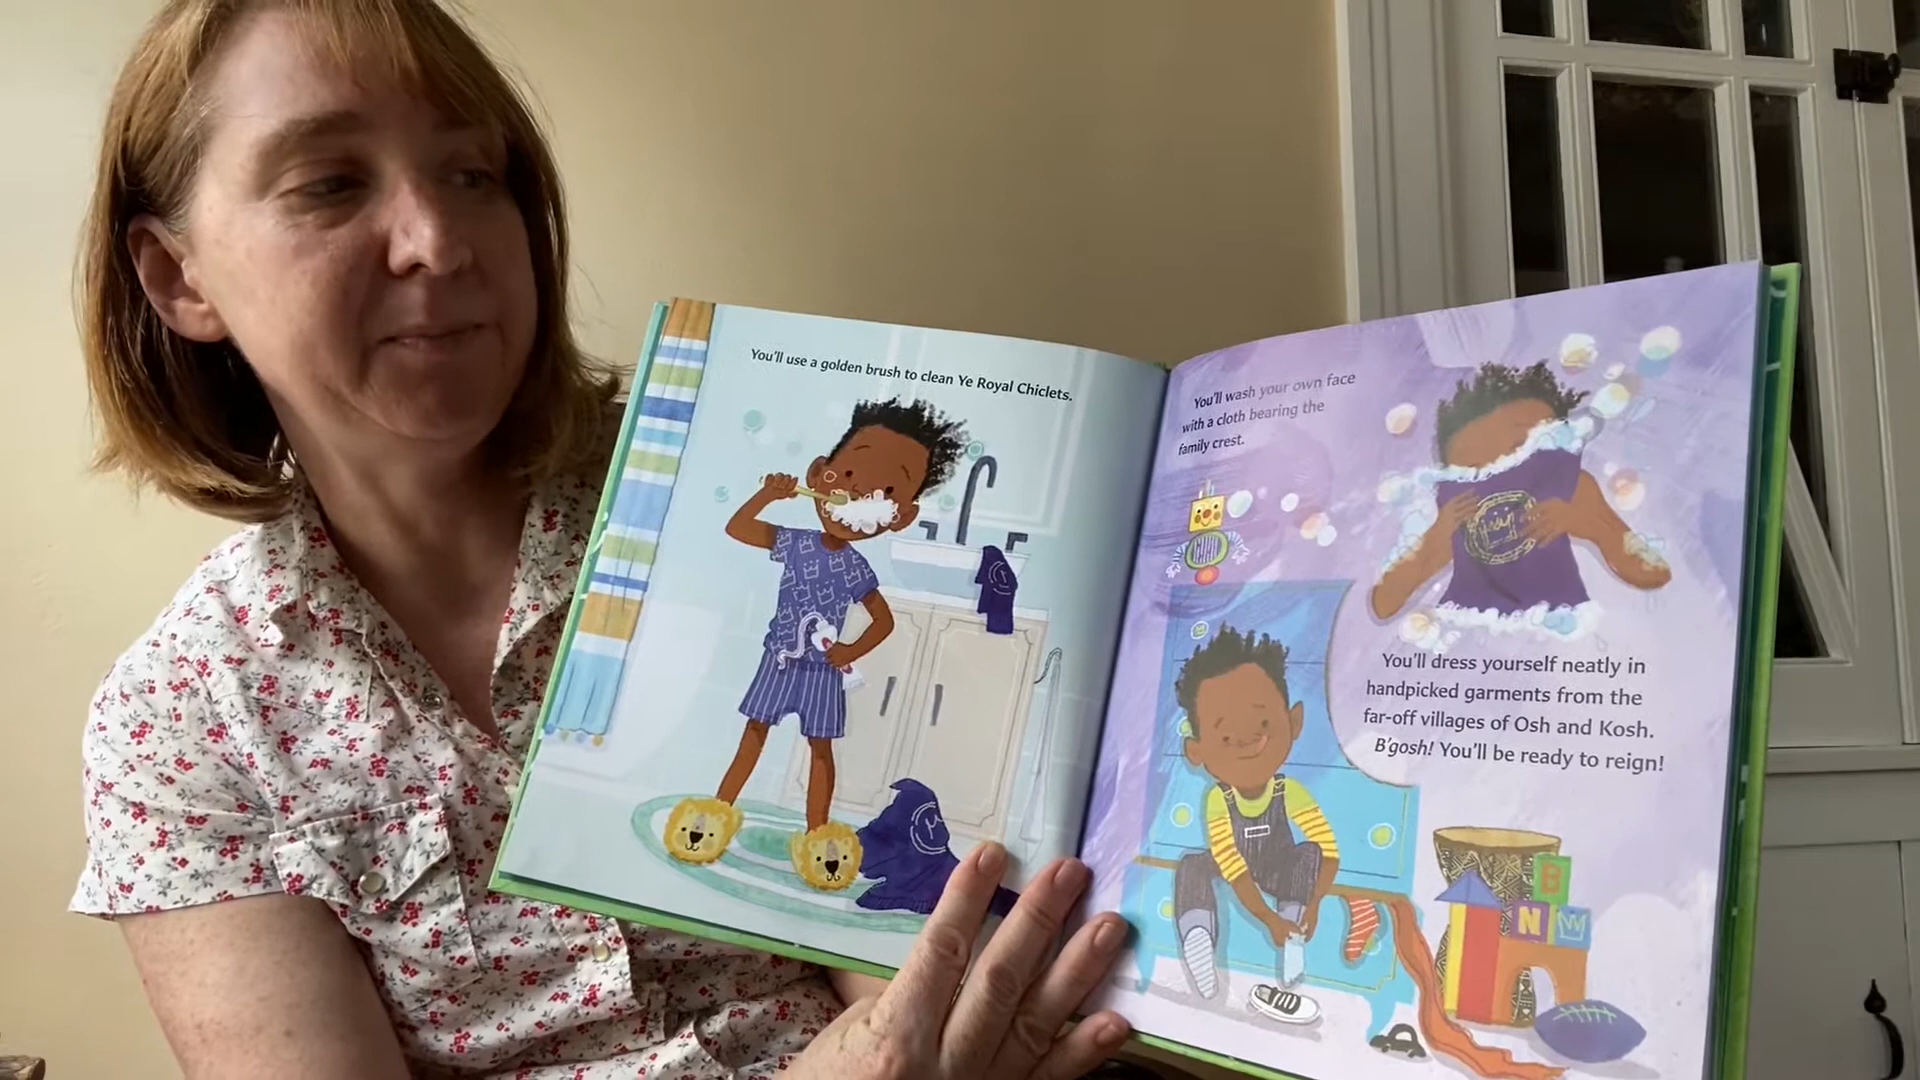 You'll use a golden brush to clean Ye Royal Chiclets.
You'll wash your own face
with a cloth bearing the
family crest.
You'll dress yourself neatly in
handpicked garments from the
far-off villages of Osh and Kosh.
B'gosh! You'll be ready to reign!
B
N